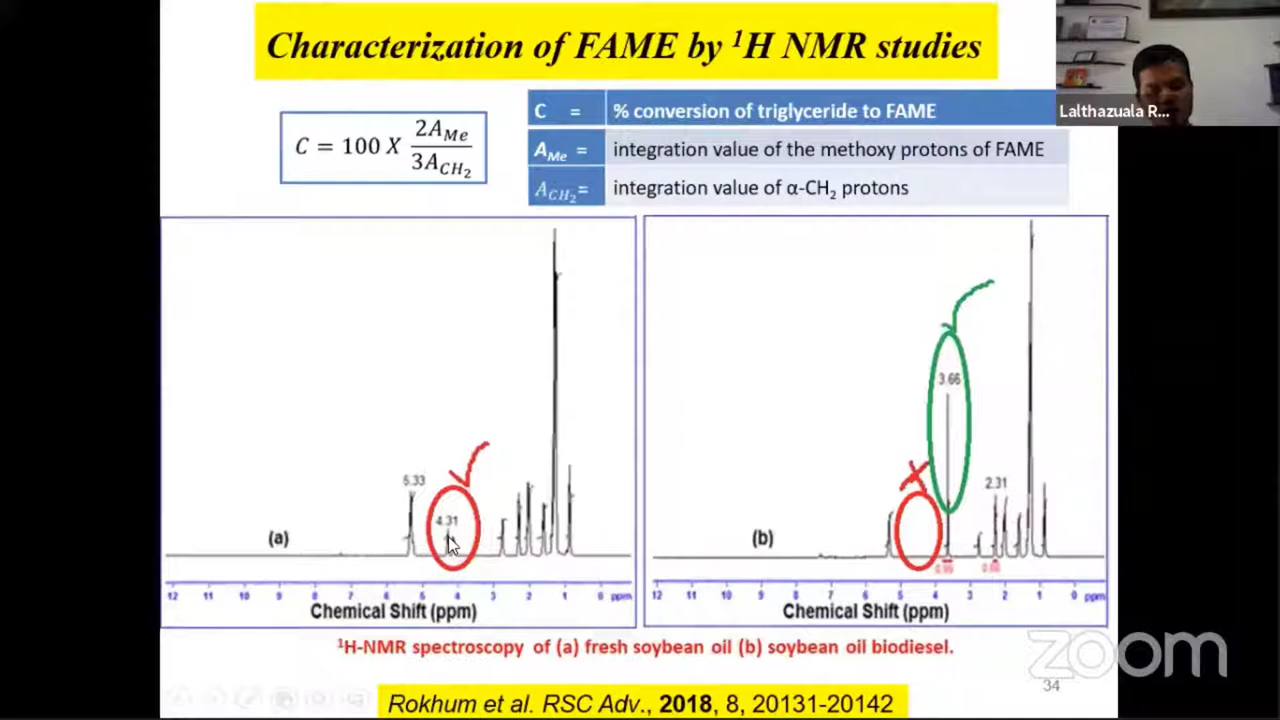 Characterization of FAME by ¹H NMR studies
Lalthazuala R...
C = 100 X 2A_Me / 3A_CH₂
C = % conversion of triglyceride to FAME
A_Me = integration value of the methoxy protons of FAME
A_CH₂ = integration value of α-CH₂ protons
5.33
4.31
(a)
12 11 10 9 8 7 6 5 4 3 2 1 0 ppm
Chemical Shift (ppm)
3.66
2.31
(b)
12 11 10 9 8 7 6 5 4 3 2 1 0 ppm
Chemical Shift (ppm)
¹H-NMR spectroscopy of (a) fresh soybean oil (b) soybean oil biodiesel.
zoom
34
Rokhum et al. RSC Adv., 2018, 8, 20131-20142